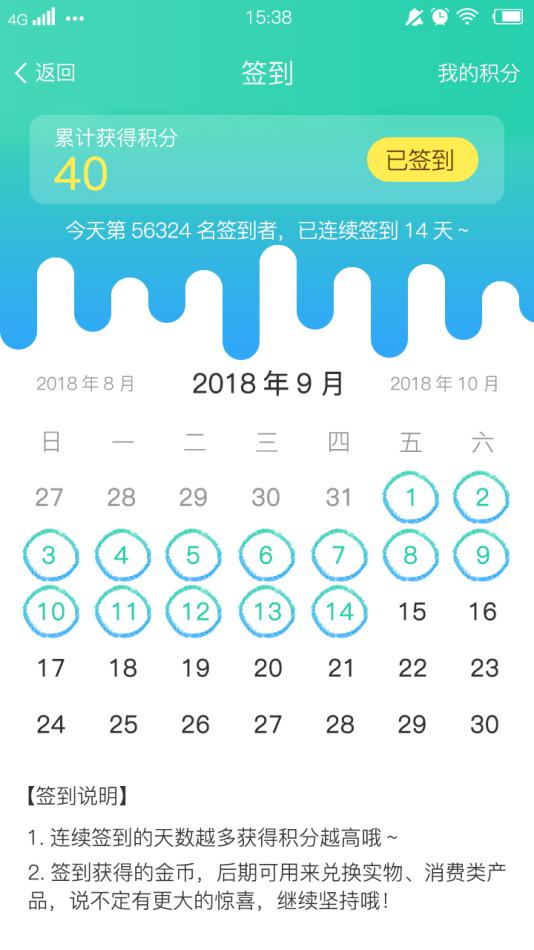 4G 15:38
返回 签到 我的积分
累计获得积分
40 已签到
今天第 56324 名签到者，已连续签到 14 天~
2018 年 8 月 2018 年 9 月 2018 年 10 月
日 一 二 三 四 五 六
27 28 29 30 31 1 2
3 4 5 6 7 8 9
10 11 12 13 14 15 16
17 18 19 20 21 22 23
24 25 26 27 28 29 30
【签到说明】
1. 连续签到的天数越多获得积分越高哦~
2. 签到获得的金币，后期可用来兑换实物、消费类产
品，说不定有更大的惊喜，继续坚持哦！